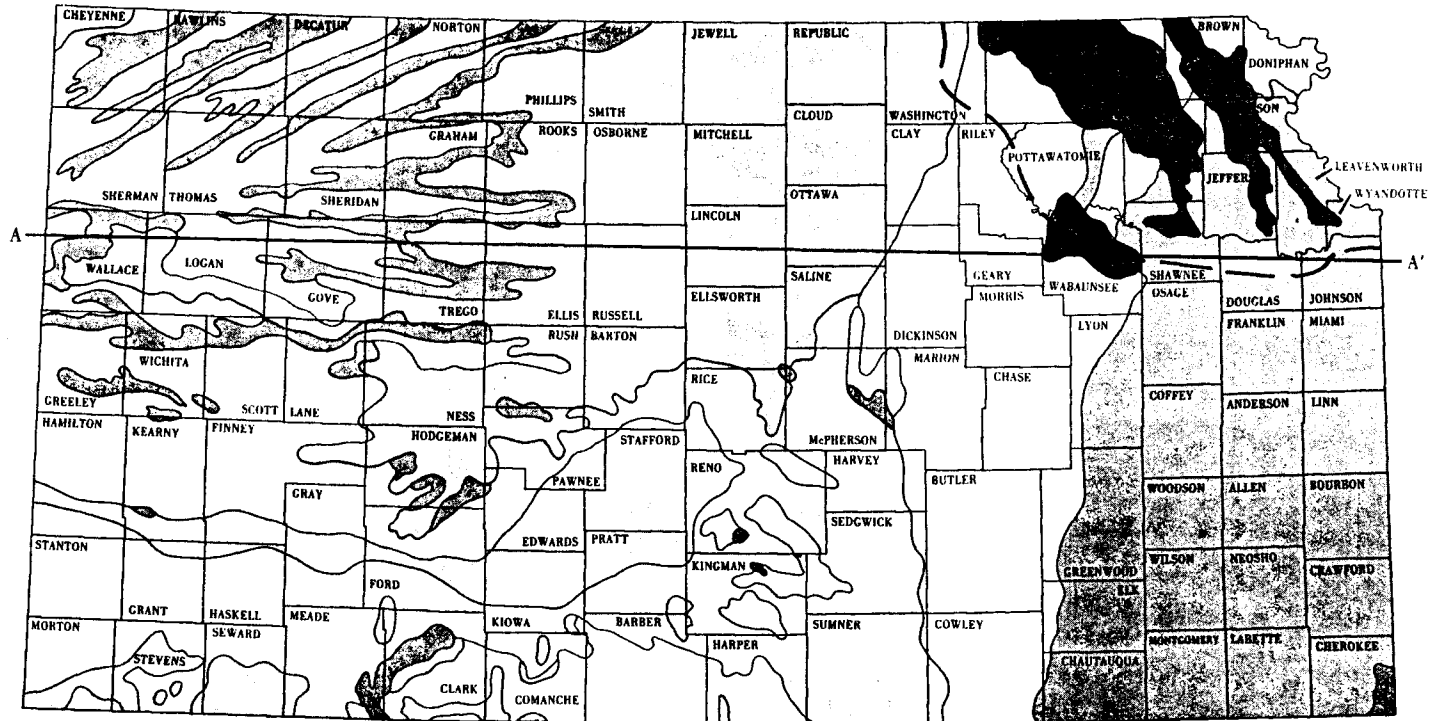 CHEYENNE
RAWLINS
DECATUR
NORTON
JEWELL
REPUBLIC
BROWN
DONIPHAN
PHILLIPS
SMITH
WASHINGTON
CLOUD
GRAHAM
ROOKS
OSBORNE
MITCHELL
CLAY
RILEY
POTTAWATOMIE
SON
LEAVENWORTH
JEFFER
WYANDOTTE
SHERMAN
THOMAS
SHERIDAN
OTTAWA
LINCOLN
A
A'
WALLACE
LOGAN
GOVE
TREGO
ELLIS
RUSSELL
ELLSWORTH
SALINE
GEARY
MORRIS
WABAUNSEE
SHAWNEE
OSAGE
DOUGLAS
JOHNSON
DICKINSON
LYON
FRANKLIN
MIAMI
WICHITA
RUSH
BARTON
MARION
RICE
CHASE
GREELEY
SCOTT
LANE
NESS
COFFEY
ANDERSON
LINN
HAMILTON
KEARNY
FINNEY
HODGEMAN
STAFFORD
McPHERSON
HARVEY
RENO
PAWNEE
GRAY
BUTLER
WOODSON
ALLEN
BOURBON
SEDGWICK
STANTON
EDWARDS
PRATT
KINGMAN
WILSON
NEOSHO
CRAWFORD
GREENWOOD
FORD
ELK
GRANT
HASKELL
MEADE
KIOWA
BARBER
SUMNER
COWLEY
MORTON
STEVENS
SEWARD
HARPER
MONTGOMERY
LABETTE
CHEROKEE
CHAUTAUQUA
CLARK
COMANCHE